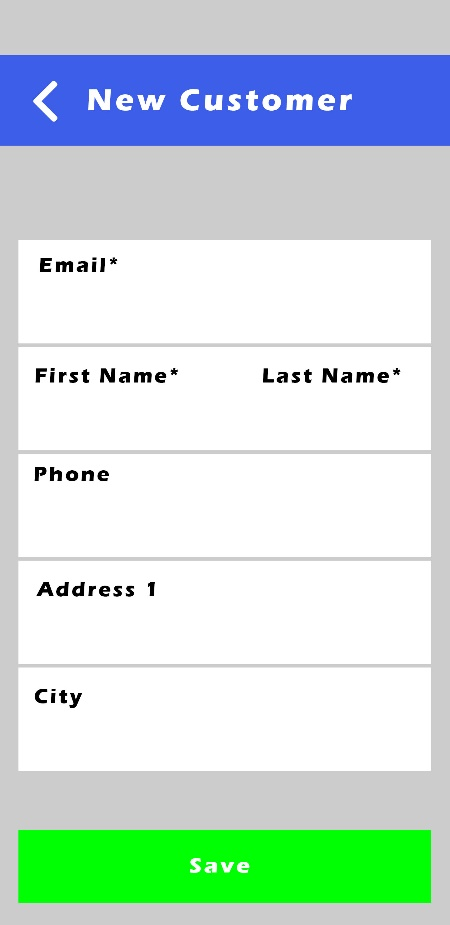 New Customer
Email*
First Name* Last Name*
Phone
Address 1
City
Save